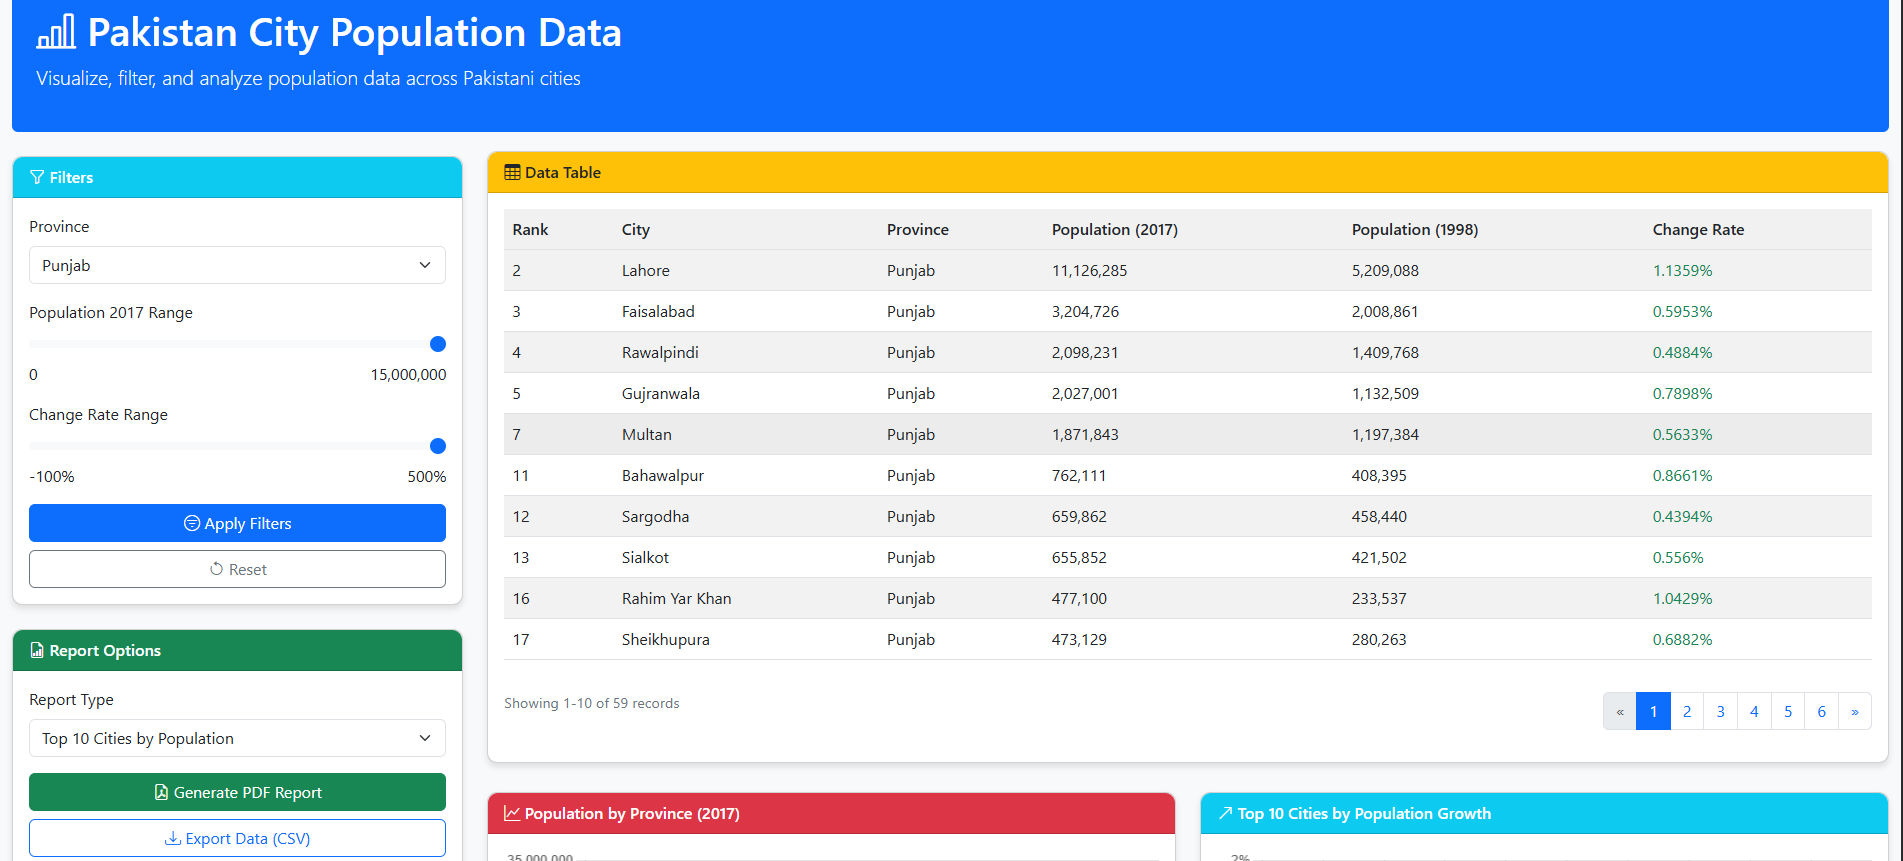 Pakistan City Population Data
Visualize, filter, and analyze population data across Pakistani cities
Filters
Province
Punjab
Population 2017 Range
0 15,000,000
Change Rate Range
-100% 500%
Apply Filters
Reset
Report Options
Report Type
Top 10 Cities by Population
Generate PDF Report
Export Data (CSV)
Data Table
Rank City Province Population (2017) Population (1998) Change Rate
2 Lahore Punjab 11,126,285 5,209,088 1.1359%
3 Faisalabad Punjab 3,204,726 2,008,861 0.5953%
4 Rawalpindi Punjab 2,098,231 1,409,768 0.4884%
5 Gujranwala Punjab 2,027,001 1,132,509 0.7898%
7 Multan Punjab 1,871,843 1,197,384 0.5633%
11 Bahawalpur Punjab 762,111 408,395 0.8661%
12 Sargodha Punjab 659,862 458,440 0.4394%
13 Sialkot Punjab 655,852 421,502 0.556%
16 Rahim Yar Khan Punjab 477,100 233,537 1.0429%
17 Sheikhupura Punjab 473,129 280,263 0.6882%
Showing 1-10 of 59 records
« 1 2 3 4 5 6 »
Population by Province (2017)
35,000,000
Top 10 Cities by Population Growth
2%